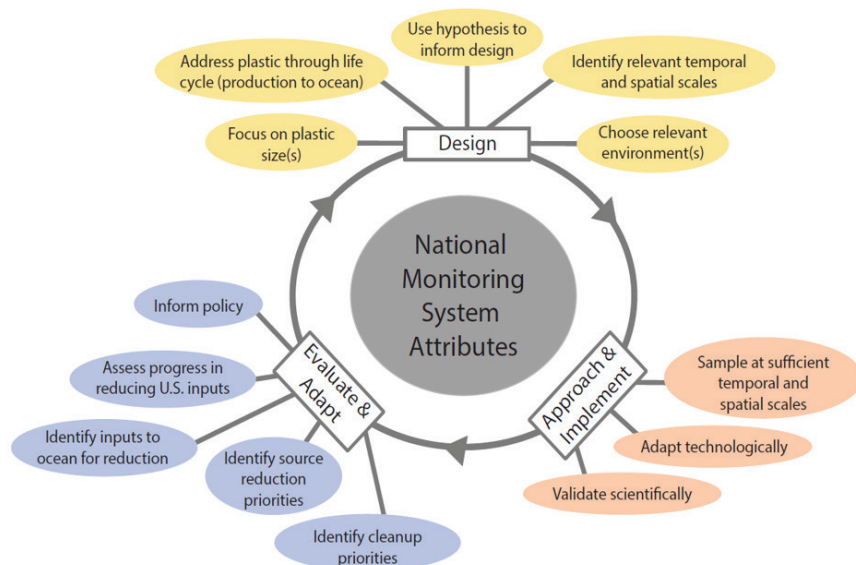 Use hypothesis to
inform design
Address plastic through life
cycle (production to ocean)
Identify relevant temporal
and spatial scales
Focus on plastic
size(s)
Design
Choose relevant
environment(s)
National
Monitoring
System
Attributes
Inform policy
Assess progress in
reducing U.S. inputs
Identify inputs to
ocean for reduction
Identify source
reduction
priorities
Identify cleanup
priorities
Evaluate &
Adapt
Approach &
Implement
Sample at sufficient
temporal and
spatial scales
Adapt technologically
Validate scientifically